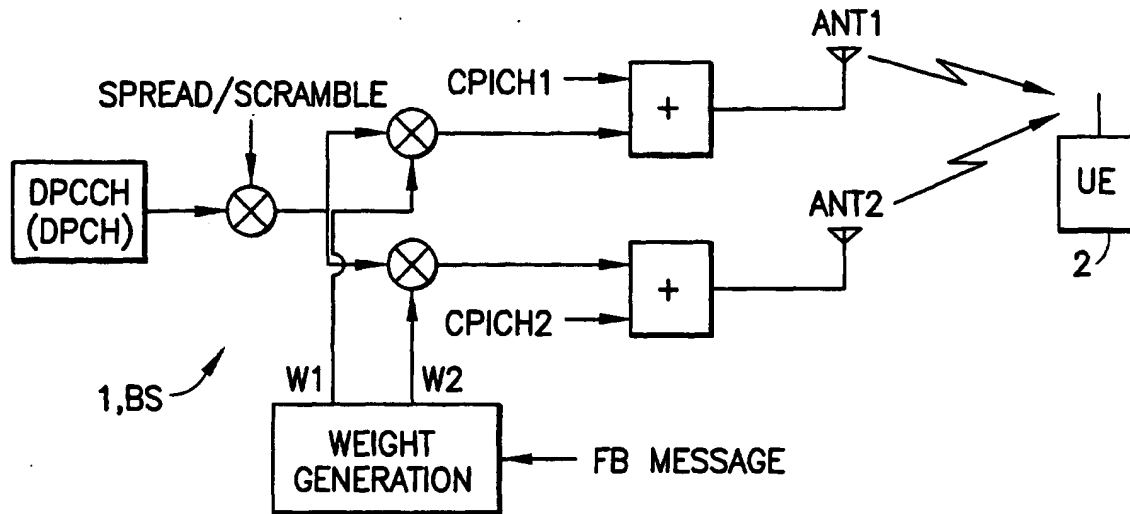 ANT1
CPICH1
+
SPREAD/SCRAMBLE
DPCCH
(DPCH)
UE
2
ANT2
+
CPICH2
1,BS
W1
W2
WEIGHT
GENERATION
FB MESSAGE